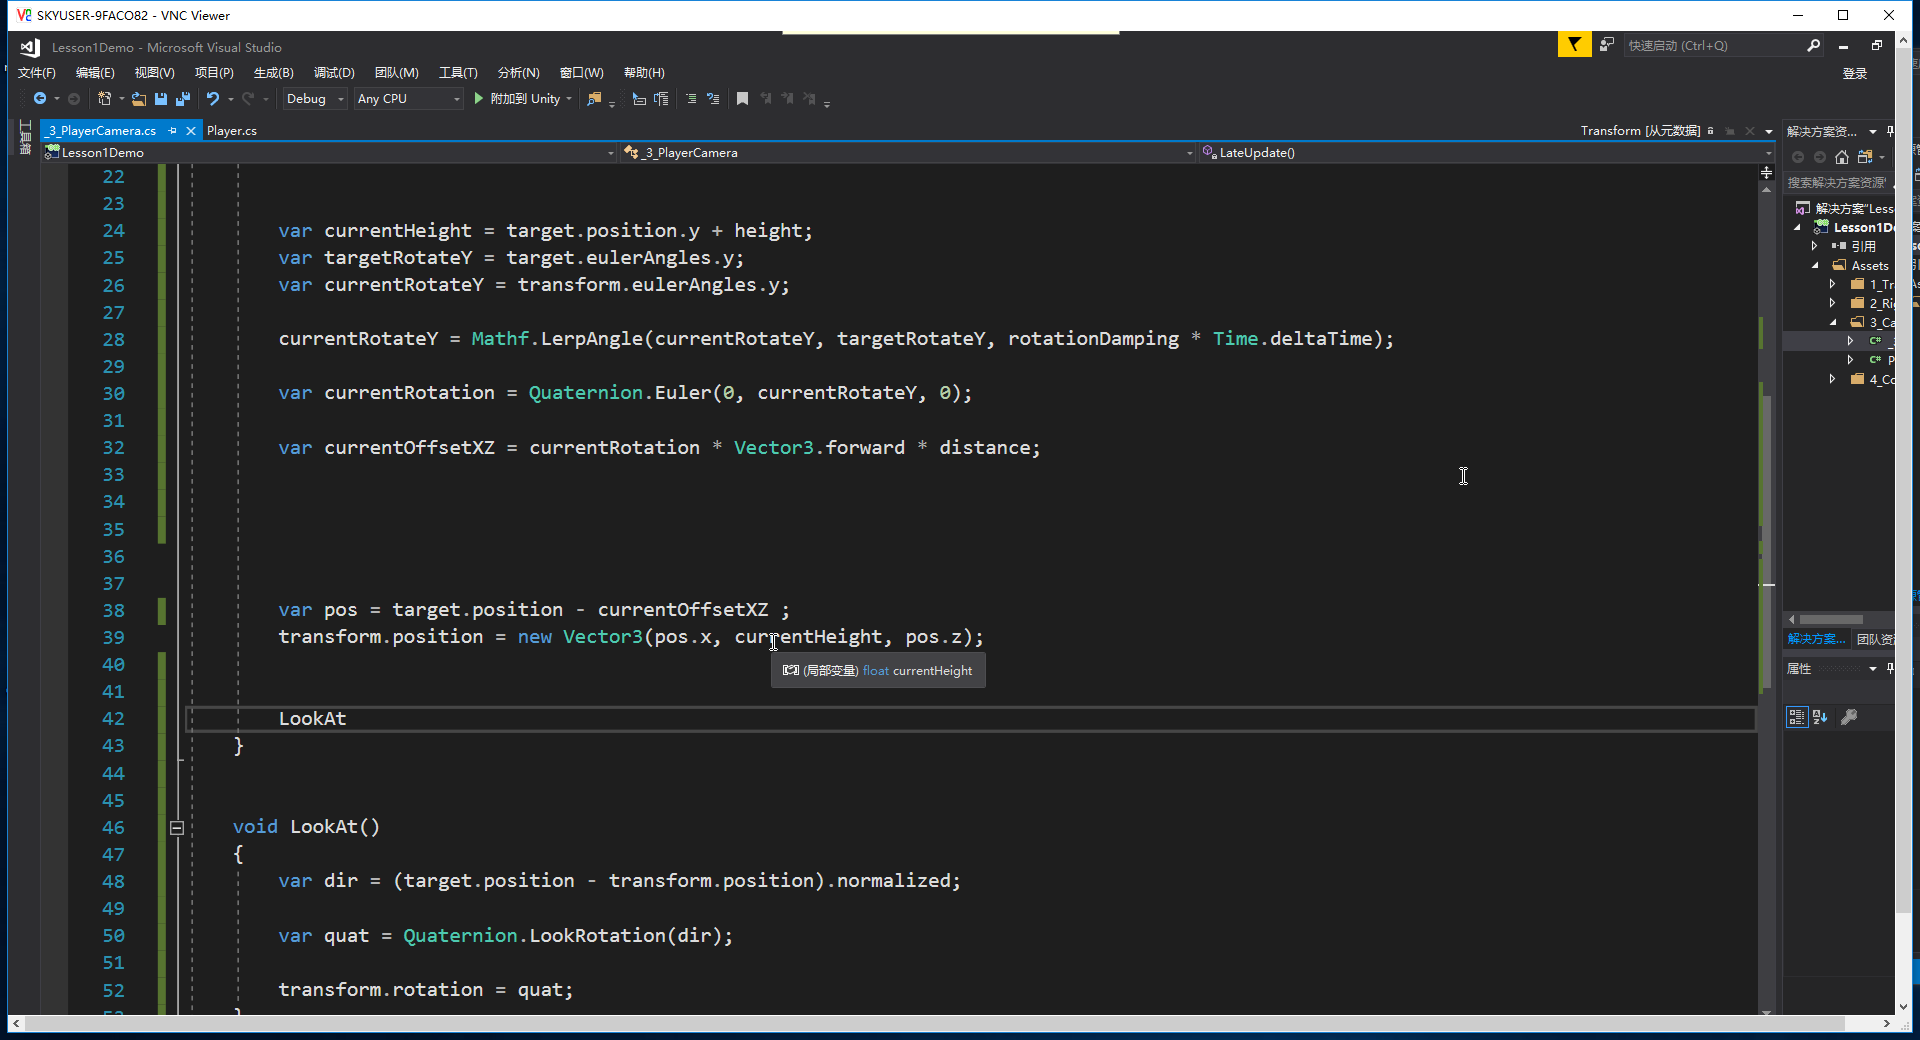 SKYUSER-9FACO82 - VNC Viewer
Lesson1Demo - Microsoft Visual Studio
快速启动 (Ctrl+Q)
文件(F) 编辑(E) 视图(V) 项目(P) 生成(B) 调试(D) 团队(M) 工具(T) 分析(N) 窗口(W) 帮助(H)
登录
Debug Any CPU 附加到 Unity
工具箱
_3_PlayerCamera.cs Player.cs Transform [从元数据]
解决方案资...
Lesson1Demo _3_PlayerCamera LateUpdate()
搜索解决方案资源
22
23
24 var currentHeight = target.position.y + height;
25 var targetRotateY = target.eulerAngles.y;
26 var currentRotateY = transform.eulerAngles.y;
27
28 currentRotateY = Mathf.LerpAngle(currentRotateY, targetRotateY, rotationDamping * Time.deltaTime);
29
30 var currentRotation = Quaternion.Euler(0, currentRotateY, 0);
31
32 var currentOffsetXZ = currentRotation * Vector3.forward * distance;
33
34
35
36
37
38 var pos = target.position - currentOffsetXZ ;
39 transform.position = new Vector3(pos.x, currentHeight, pos.z);
40
(局部变量) float currentHeight
41
42 LookAt
43 }
44
45
46 void LookAt()
47 {
48 var dir = (target.position - transform.position).normalized;
49
50 var quat = Quaternion.LookRotation(dir);
51
52 transform.rotation = quat;
解决方案"Less
Lesson1De
引用
Assets
1_Tr
2_Ri
3_Ca
C#
C# P
4_Co
解决方案... 团队资
属性